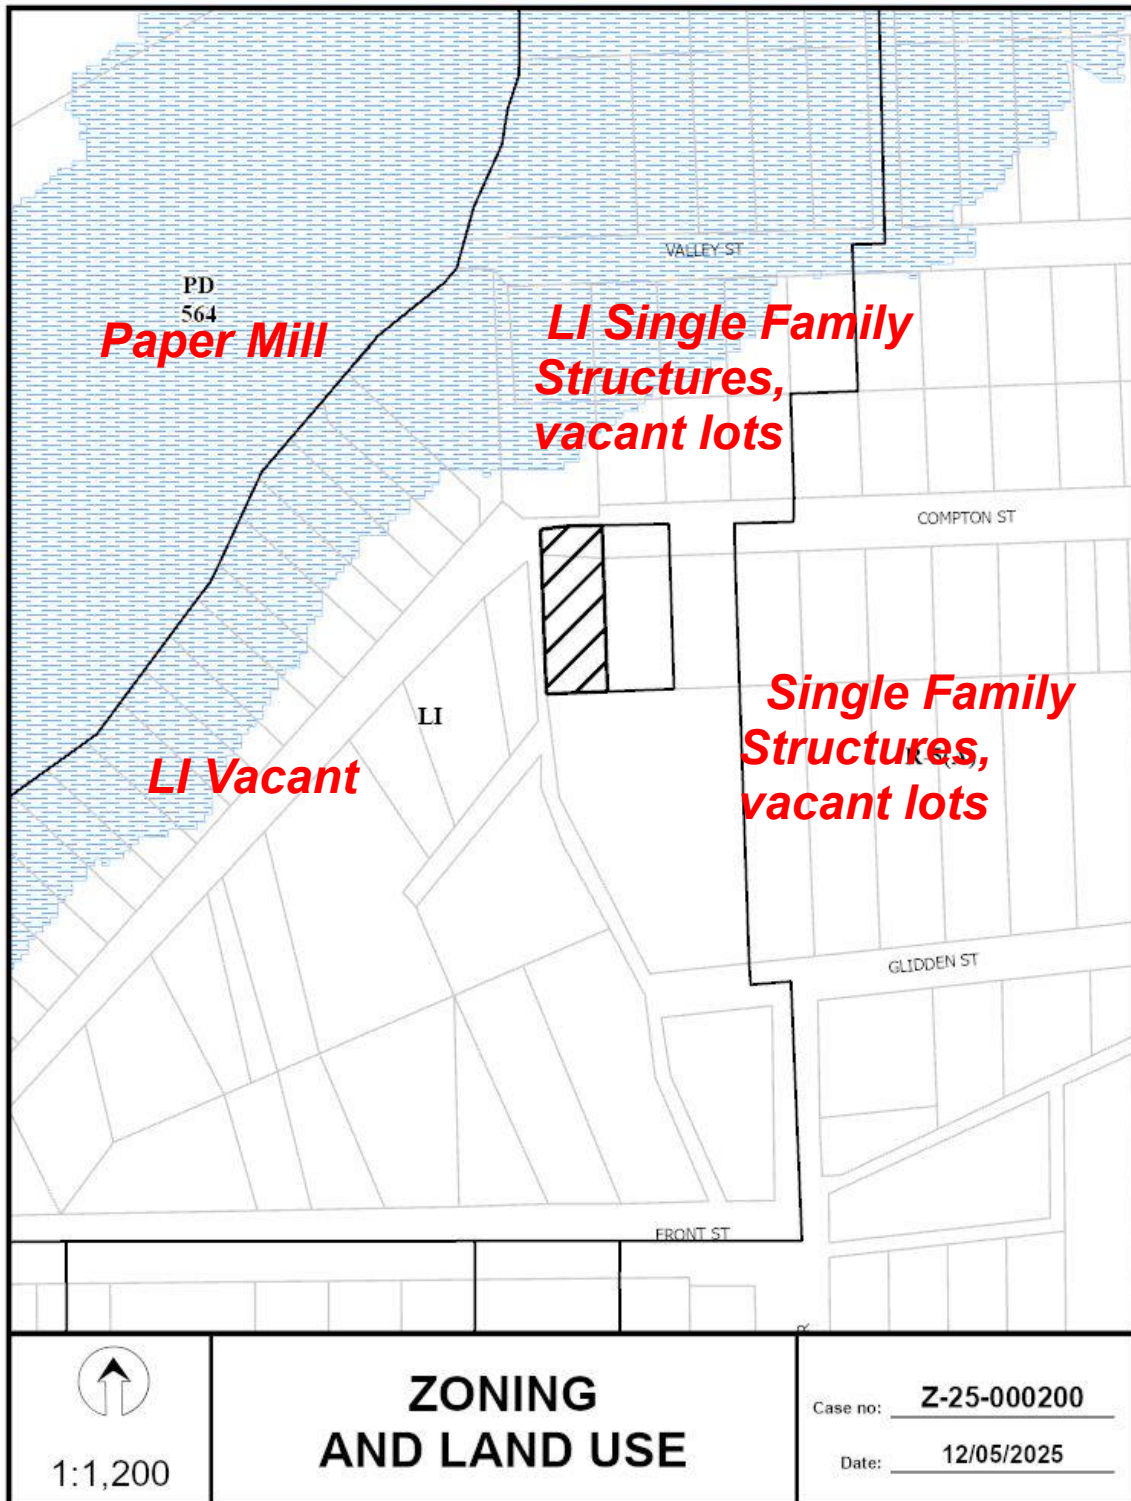 VALLEY ST
PD
564
Paper Mill
LI Single Family
Structures,
vacant lots
COMPTON ST
LI
Single Family
Structures,
vacant lots
LI Vacant
GLIDDEN ST
FRONT ST
1:1,200
ZONING
AND LAND USE
Case no: Z-25-000200
Date: 12/05/2025